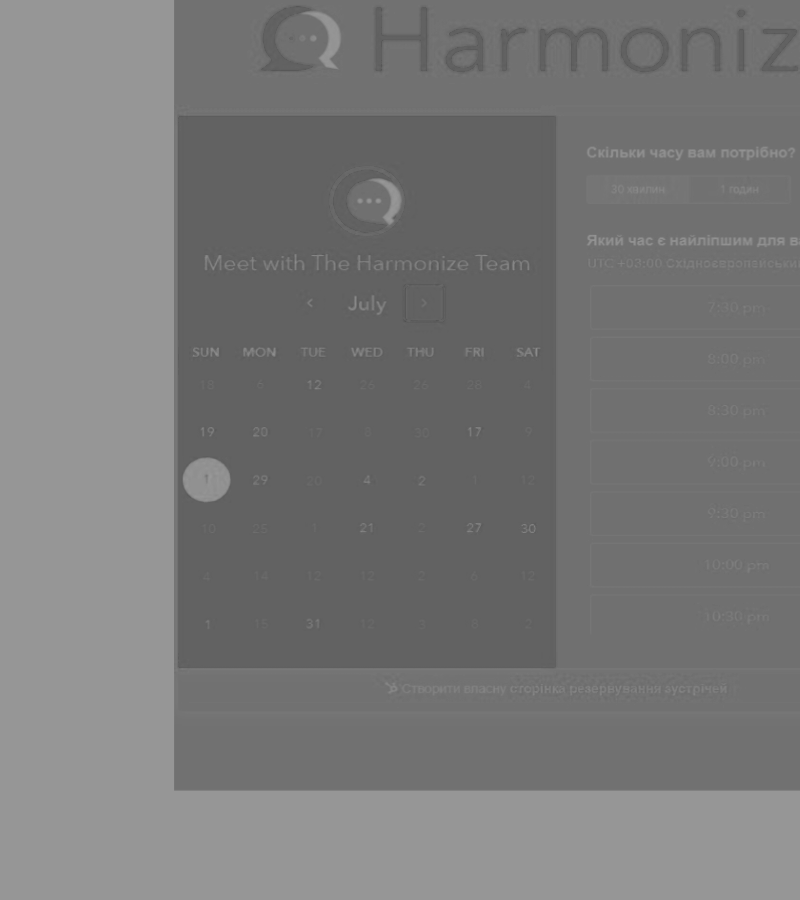 Harmoniz
Meet with The Harmonize Team
July
SUN MON TUE WED THU FRI SAT
18 6 12 26 26 28 4
19 20 17 8 30 17 9
1 29 20 4 2 1 12
10 25 1 21 2 27 30
4 14 12 12 2 6 12
1 15 31 12 3 6 2
Скільки часу вам потрібно?
30 хвилин 1 годин
Який час є найліпшим для в
UTC +03:00 Східноєвропейськи
7:30 pm
8:00 pm
8:30 pm
9:00 pm
9:30 pm
10:00 pm
10:30 pm
Створити власну сторінка резервування зустрічей